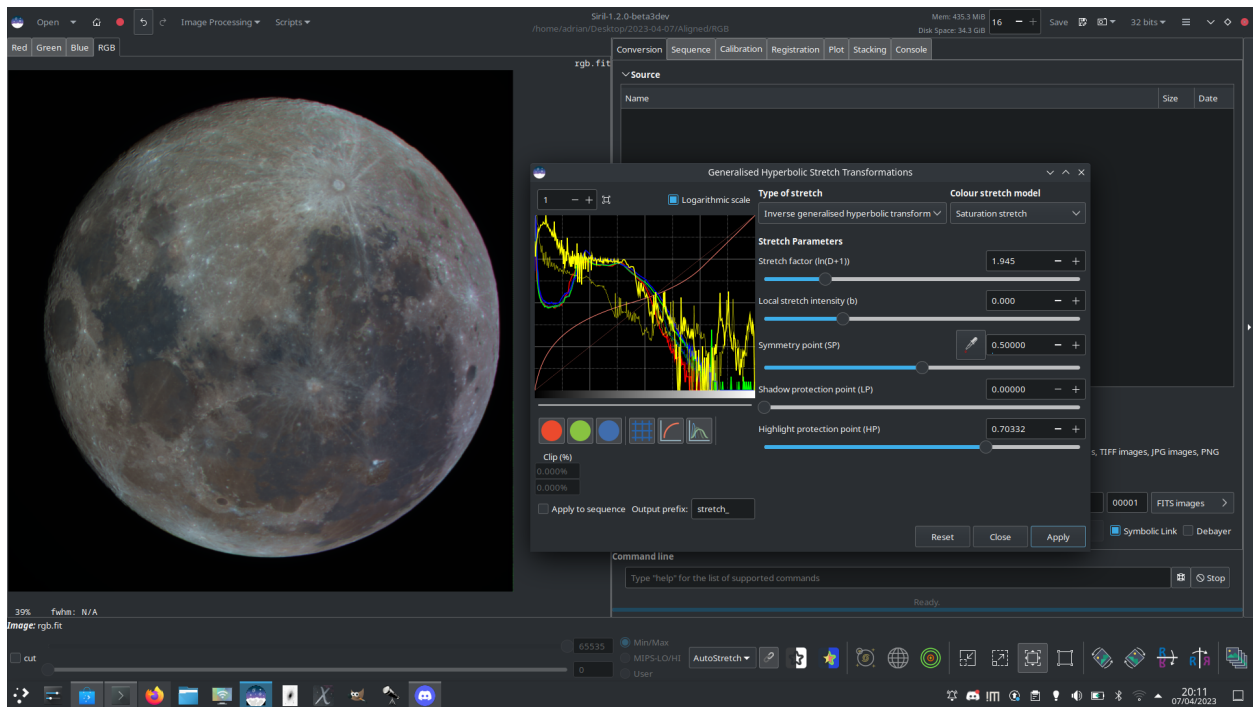 Open
Image Processing
Scripts
Siril-1.2.0-beta3dev
/home/adrian/Desktop/2023-04-07/Aligned/RGB
Mem: 435.3 MiB
Disk Space: 34.3 GiB
16 − +
Save
32 bits
Red Green Blue RGB
rgb.fit
Conversion Sequence Calibration Registration Plot Stacking Console
Source
Name Size Date
Generalised Hyperbolic Stretch Transformations
1 − +
Logarithmic scale
Type of stretch
Inverse generalised hyperbolic transform
Colour stretch model
Saturation stretch
Stretch Parameters
Stretch factor (ln(D+1)) 1.945 − +
Local stretch intensity (b) 0.000 − +
Symmetry point (SP) 0.50000 − +
Shadow protection point (LP) 0.00000 − +
Highlight protection point (HP) 0.70332 − +
Clip (%)
0.000%
0.000%
Apply to sequence Output prefix: stretch_
Reset Close Apply
s, TIFF images, JPG images, PNG
00001 FITS images
Symbolic Link Debayer
Command line
Type "help" for the list of supported commands
Stop
Ready.
39% fwhm: N/A
Image: rgb.fit
cut
65535
0
Min/Max
MIPS-LO/HI
User
AutoStretch
R
B
R R
20:11
07/04/2023